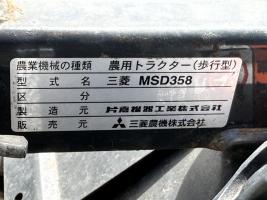 農業機械の種類 農用トラクター(歩行型)
型式名 三菱 MSD358
区分
製造元 片倉機器工業株式会社
販売元 三菱農機株式会社